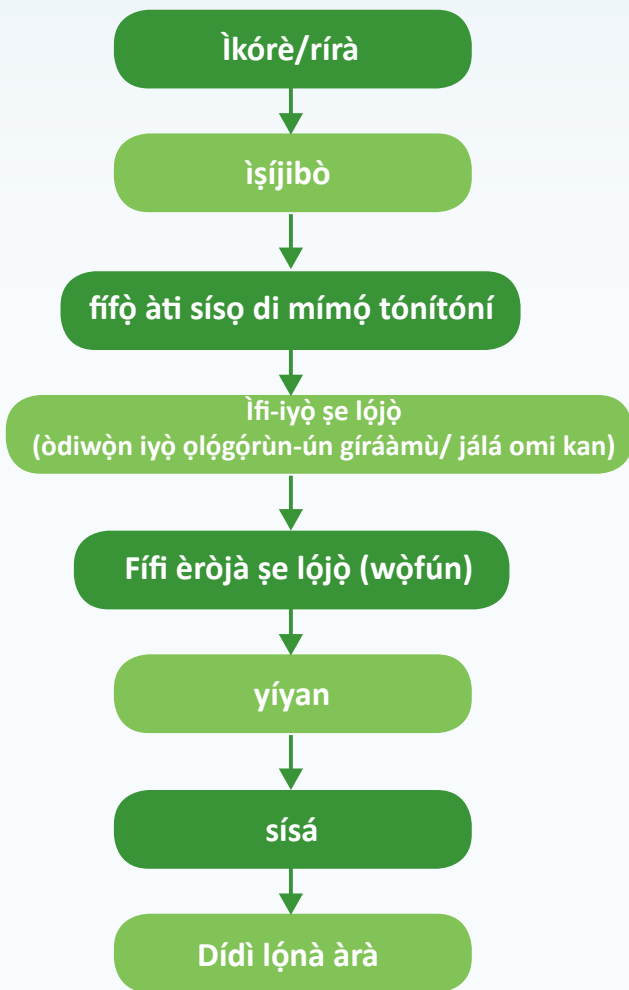 Ìkórè/rírà
ìṣíjibò
fífọ̀ àti sísọ di mímọ́ tónítóní
Ìfi-iyọ̀ ṣe lọ́jọ̀
(òdiwọ̀n iyọ̀ ọlọ́gọ́rùn-ún gíráàmù/ jálá omi kan)
Fífi èròjà ṣe lọ́jọ̀ (wọ̀fún)
yíyan
sísá
Dídì lọ́nà àrà